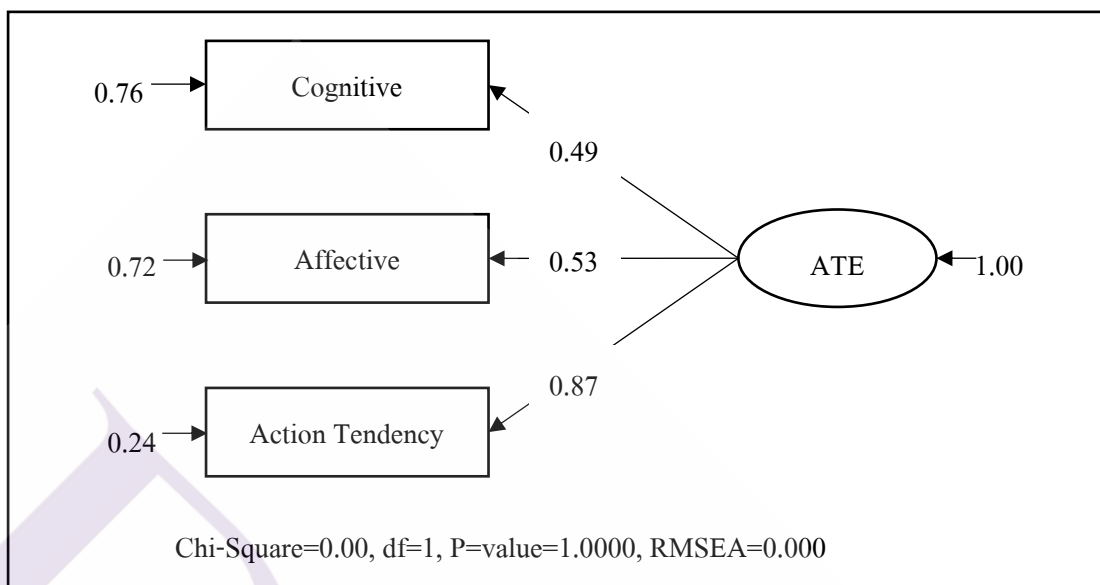 0.76
Cognitive
0.49
0.72
Affective
0.53
ATE
1.00
0.87
0.24
Action Tendency
Chi-Square=0.00, df=1, P=value=1.0000, RMSEA=0.000